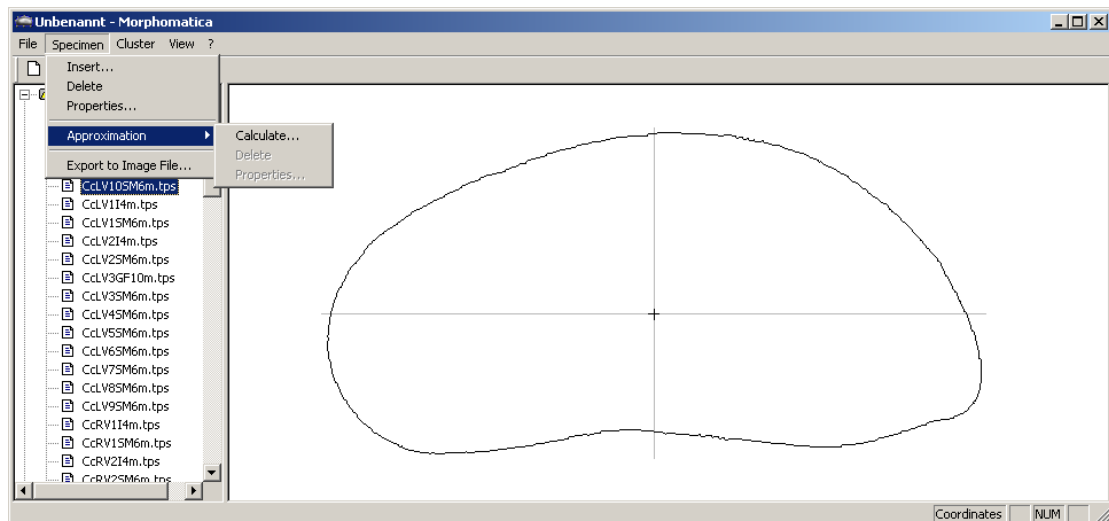 Unbenannt - Morphomatica
File Specimen Cluster View ?
Insert...
Delete
Properties...
Approximation
Export to Image File...
Calculate...
Delete
Properties...
CcLV10SM6m.tps
CcLV1I4m.tps
CcLV1SM6m.tps
CcLV2I4m.tps
CcLV2SM6m.tps
CcLV3GF10m.tps
CcLV3SM6m.tps
CcLV4SM6m.tps
CcLV5SM6m.tps
CcLV6SM6m.tps
CcLV7SM6m.tps
CcLV8SM6m.tps
CcLV9SM6m.tps
CcRV1I4m.tps
CcRV1SM6m.tps
CcRV2I4m.tps
CcRV2SM6m.tps
Coordinates NUM